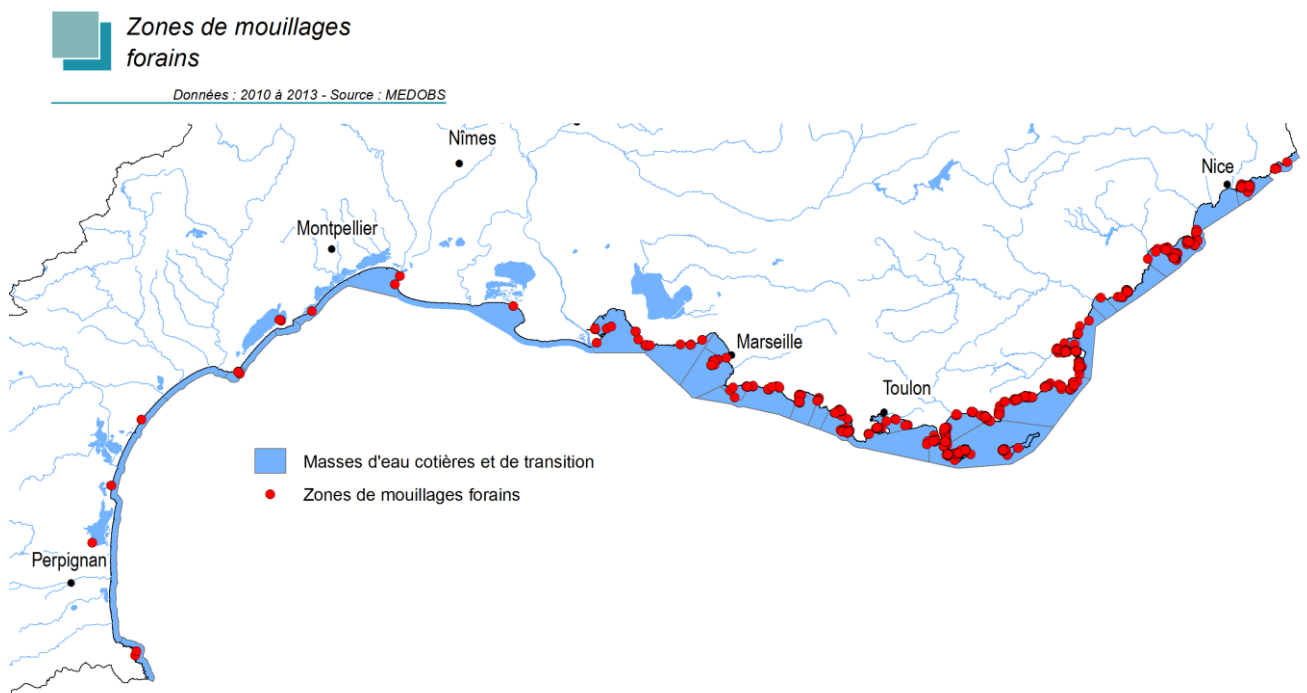 Zones de mouillages
forains
Données : 2010 à 2013 - Source : MEDOBS
Nîmes
Nice
Montpellier
Marseille
Toulon
Masses d'eau cotières et de transition
Zones de mouillages forains
Perpignan